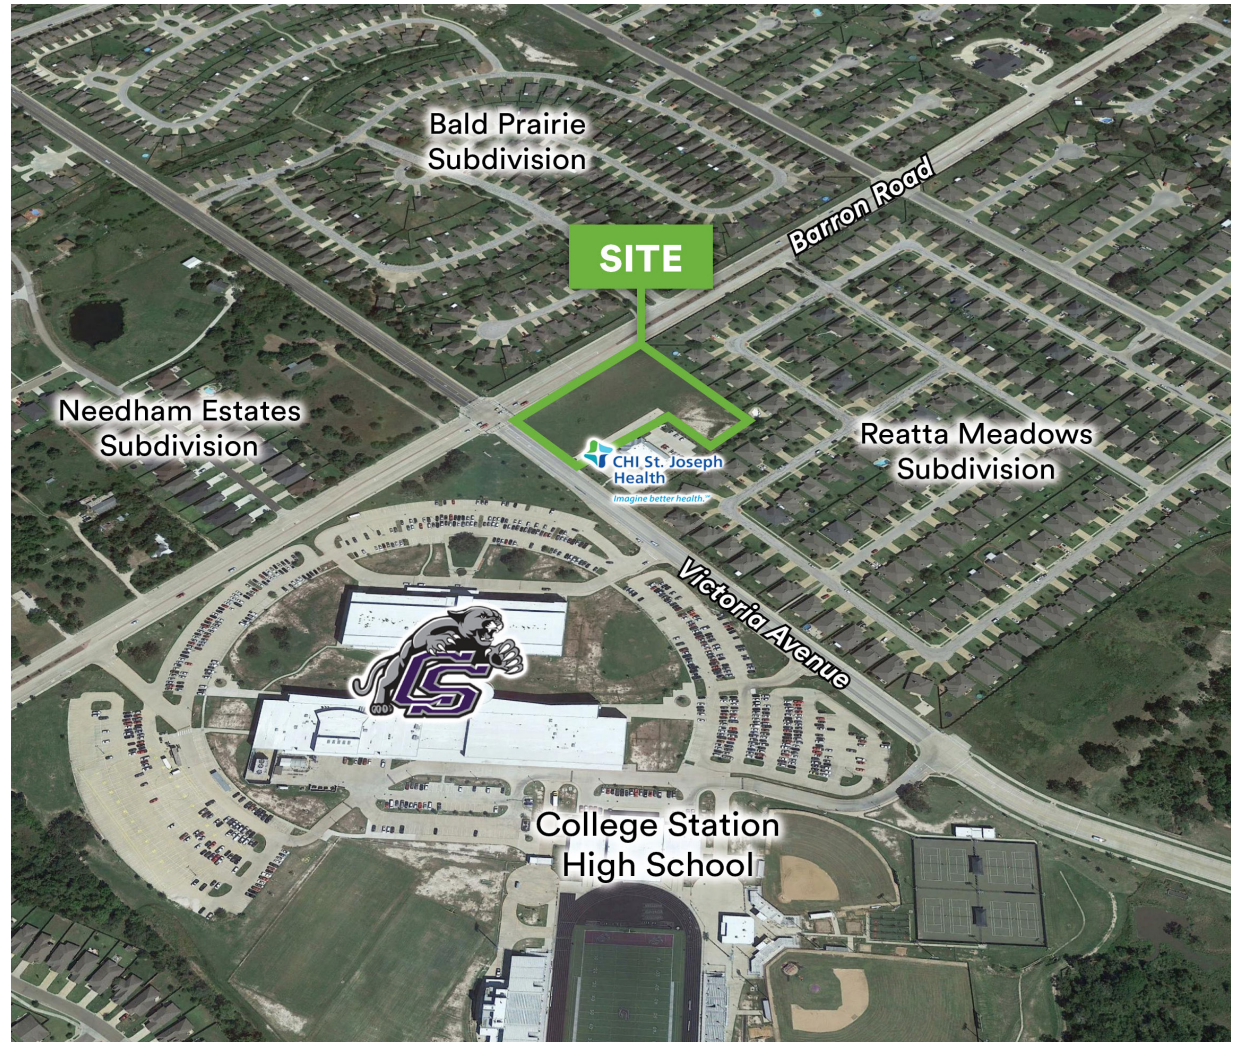 Bald Prairie
Subdivision
Barron Road
SITE
Needham Estates
Subdivision
Reatta Meadows
Subdivision
CHI St. Joseph
Health
Imagine better health.℠
Victoria Avenue
CS
College Station
High School